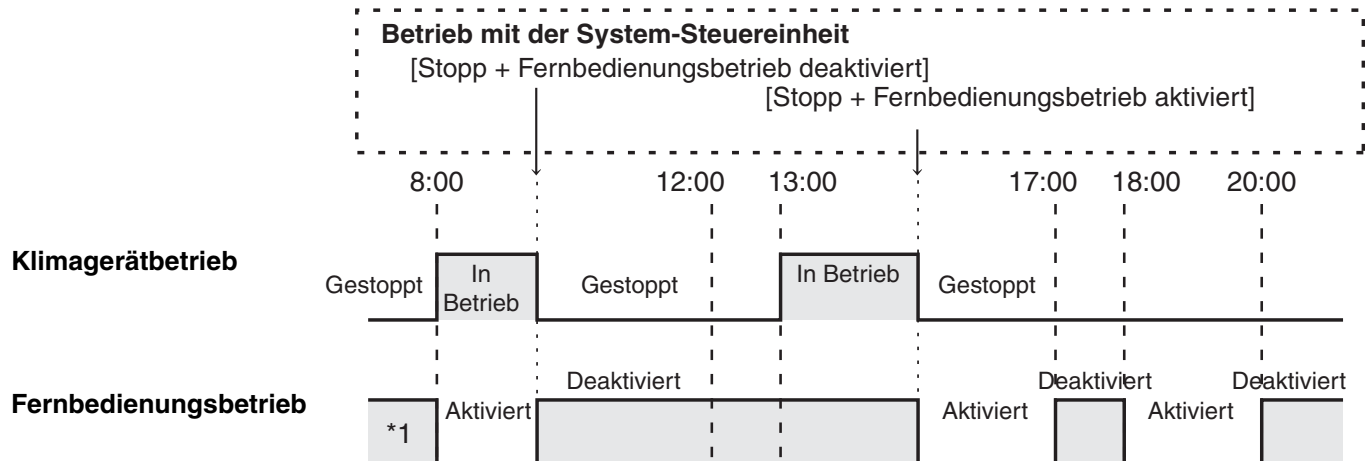 Betrieb mit der System-Steuereinheit
[Stopp + Fernbedienungsbetrieb deaktiviert]
[Stopp + Fernbedienungsbetrieb aktiviert]
8:00 12:00 13:00 17:00 18:00 20:00
Klimagerätbetrieb
Gestoppt
In
Betrieb
Gestoppt
In Betrieb
Gestoppt
Fernbedienungsbetrieb
*1
Aktiviert
Deaktiviert
Aktiviert
Deaktiviert
Aktiviert
Deaktiviert